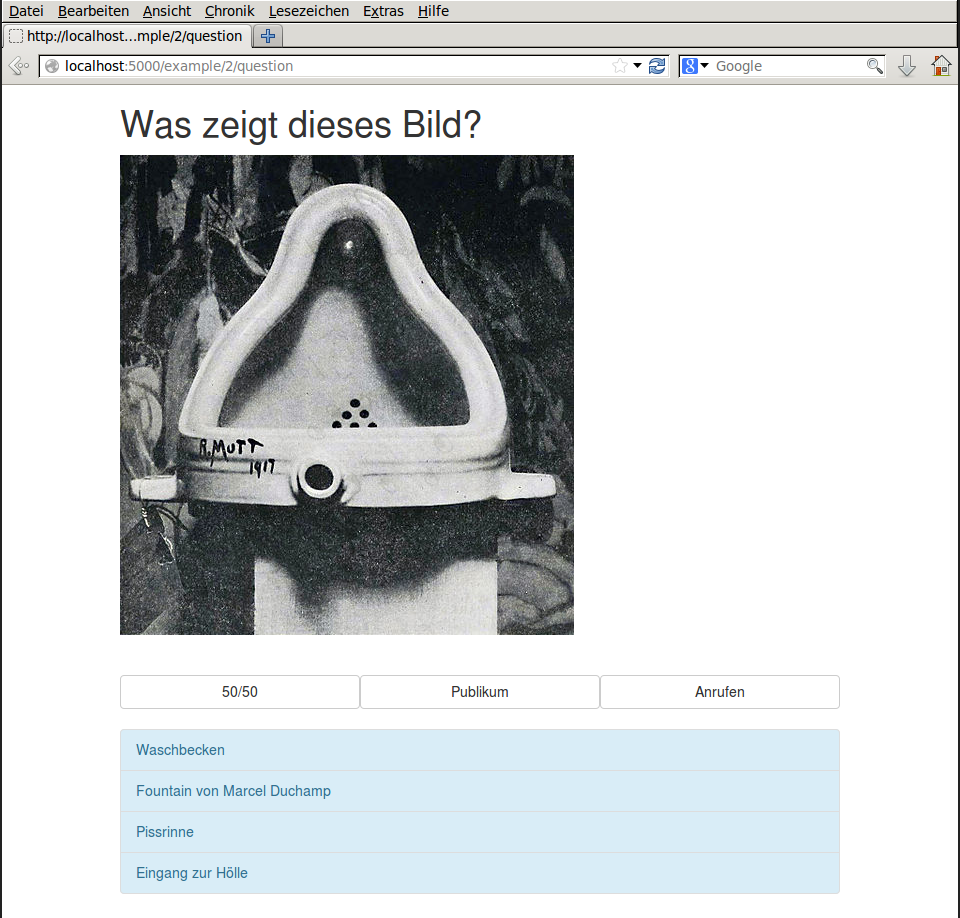 Datei Bearbeiten Ansicht Chronik Lesezeichen Extras Hilfe
http://localhost...mple/2/question
localhost:5000/example/2/question
Google
Was zeigt dieses Bild?
R. MUTT
1917
50/50 Publikum Anrufen
Waschbecken
Fountain von Marcel Duchamp
Pissrinne
Eingang zur Hölle